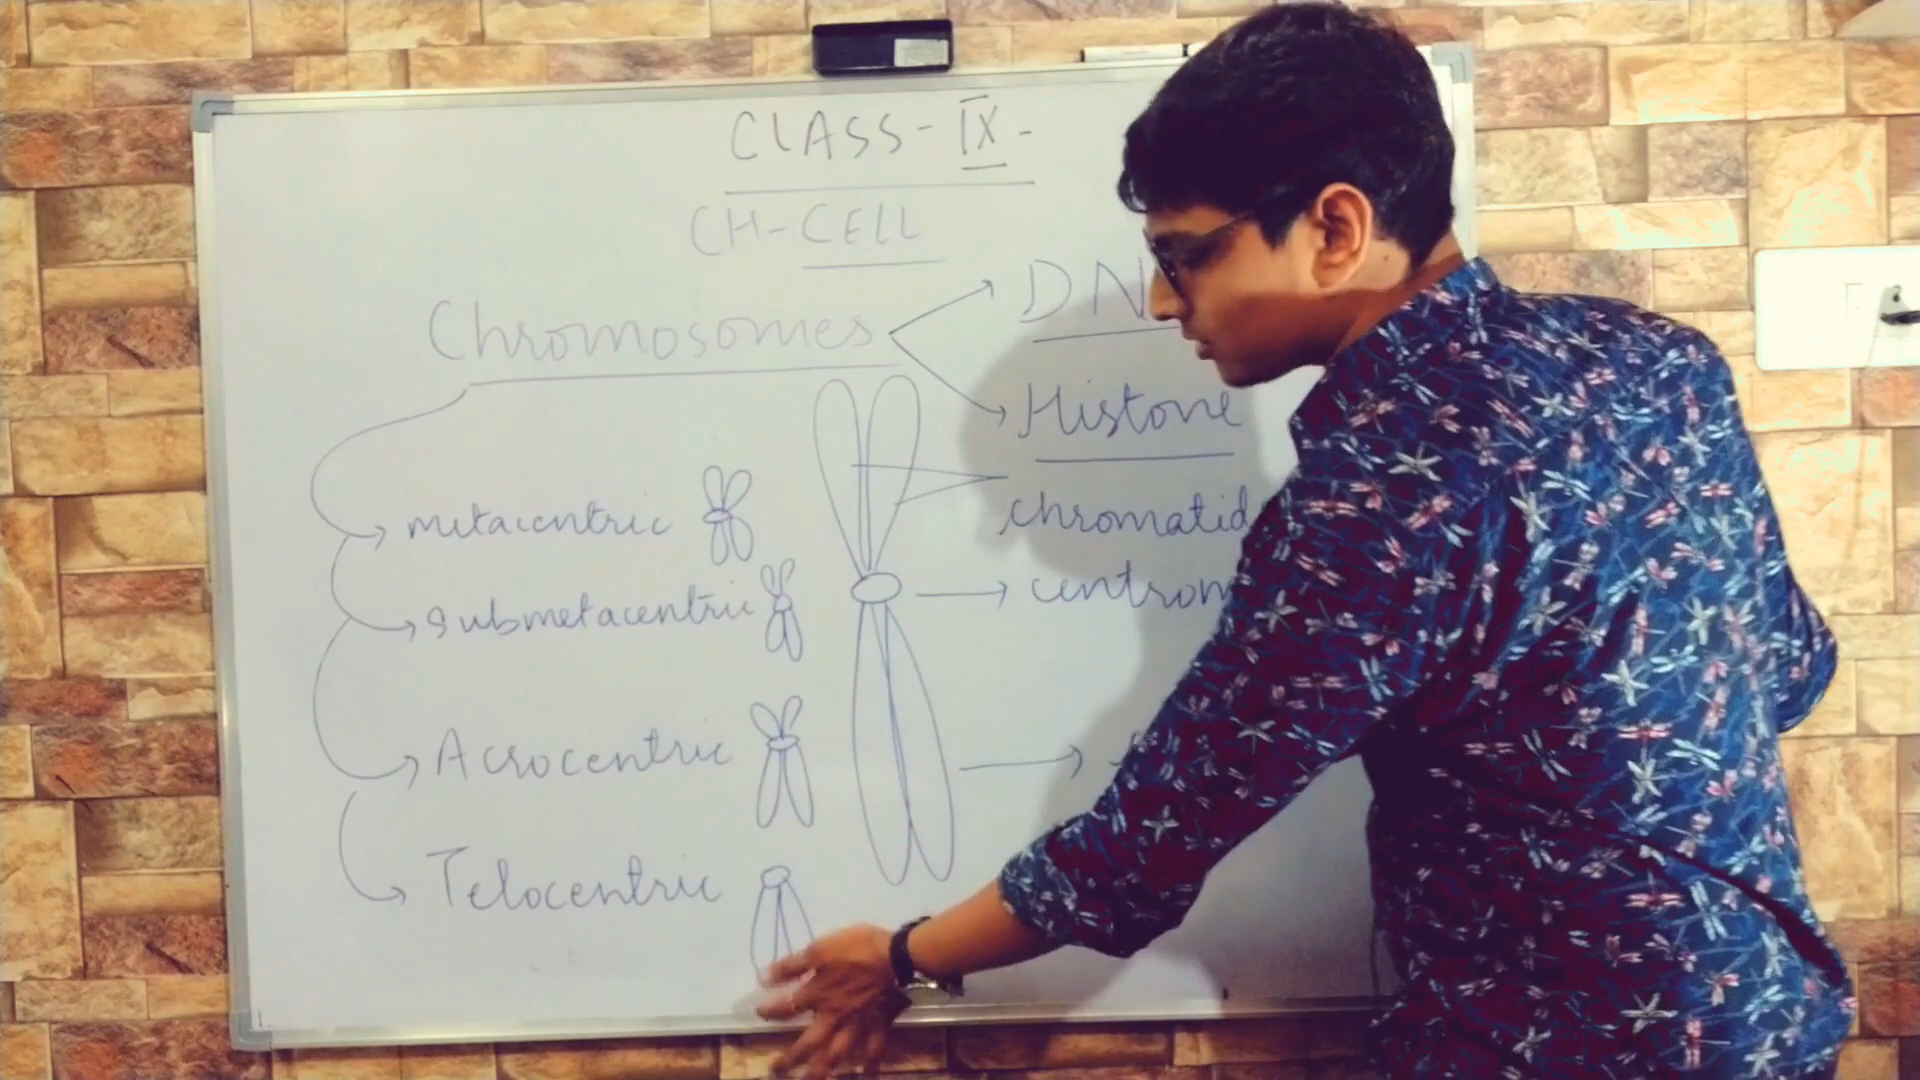 CLASS-IX-
CH-CELL
Chromosomes
DN
Histone
chromatid
metacentric
centrom
submetacentric
Acrocentric
Telocentric